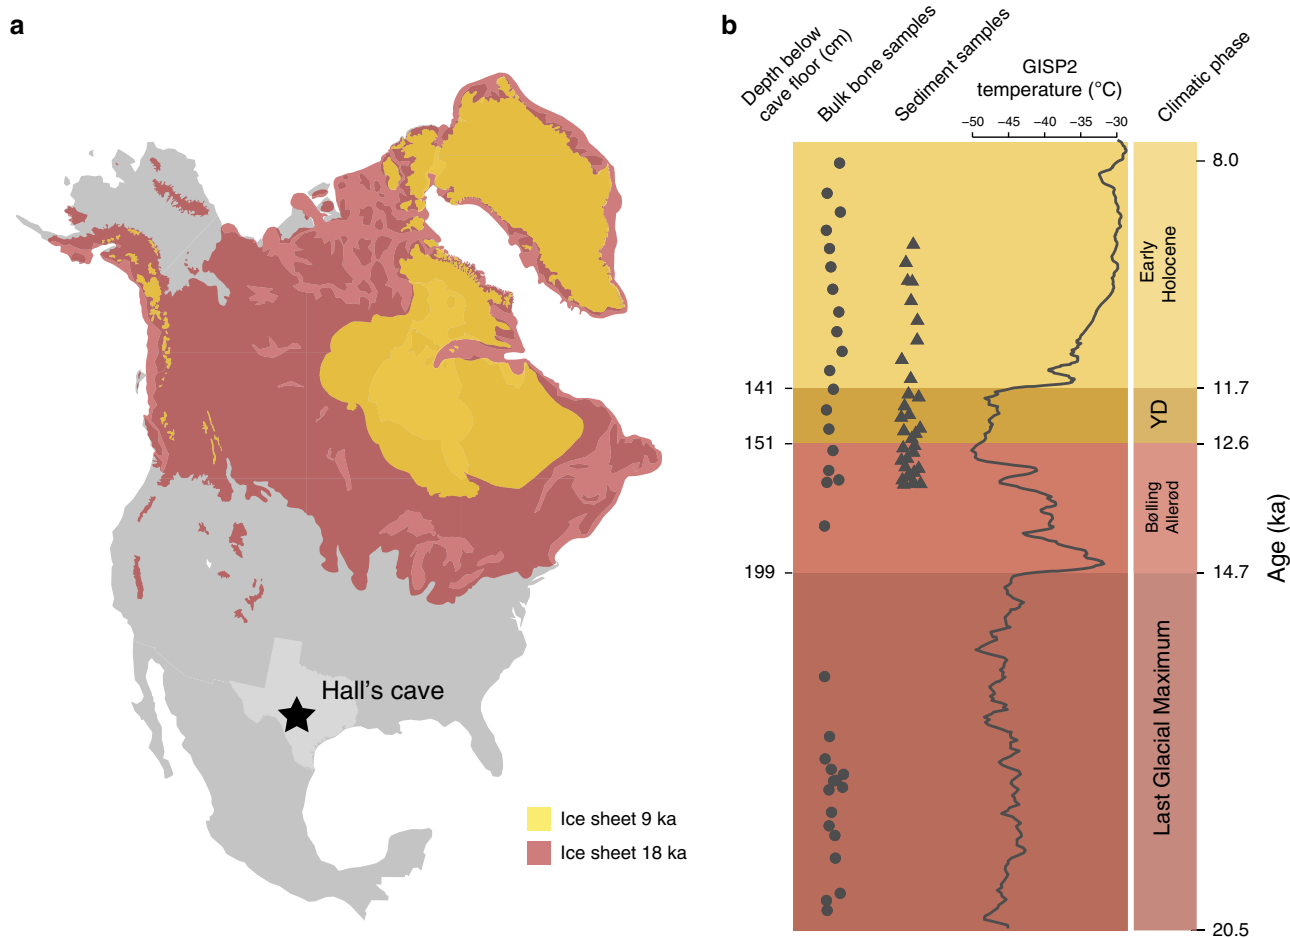 a
Hall's cave
Ice sheet 9 ka
Ice sheet 18 ka
b
Depth below
cave floor (cm)
Bulk bone samples
Sediment samples
GISP2
temperature (°C)
Climatic phase
−50 −45 −40 −35 −30
8.0
Early
Holocene
141
11.7
YD
151
12.6
Bølling
Allerød
199
14.7
Age (ka)
Last Glacial Maximum
20.5